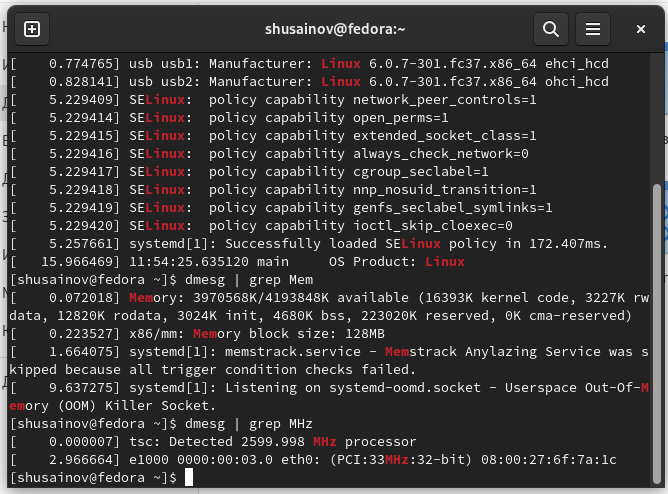 shusainov@fedora:~
[    0.774765] usb usb1: Manufacturer: Linux 6.0.7-301.fc37.x86_64 ehci_hcd
[    0.828141] usb usb2: Manufacturer: Linux 6.0.7-301.fc37.x86_64 ohci_hcd
[    5.229409] SELinux:  policy capability network_peer_controls=1
[    5.229414] SELinux:  policy capability open_perms=1
[    5.229415] SELinux:  policy capability extended_socket_class=1
[    5.229416] SELinux:  policy capability always_check_network=0
[    5.229417] SELinux:  policy capability cgroup_seclabel=1
[    5.229418] SELinux:  policy capability nnp_nosuid_transition=1
[    5.229419] SELinux:  policy capability genfs_seclabel_symlinks=1
[    5.229420] SELinux:  policy capability ioctl_skip_cloexec=0
[    5.257661] systemd[1]: Successfully loaded SELinux policy in 172.407ms.
[   15.966469] 11:54:25.635120 main     OS Product: Linux
[shusainov@fedora ~]$ dmesg | grep Mem
[    0.072018] Memory: 3970568K/4193848K available (16393K kernel code, 3227K rw
data, 12820K rodata, 3024K init, 4680K bss, 223020K reserved, 0K cma-reserved)
[    0.223527] x86/mm: Memory block size: 128MB
[    1.664075] systemd[1]: memstrack.service - Memstrack Anylazing Service was s
kipped because all trigger condition checks failed.
[    9.637275] systemd[1]: Listening on systemd-oomd.socket - Userspace Out-Of-M
emory (OOM) Killer Socket.
[shusainov@fedora ~]$ dmesg | grep MHz
[    0.000007] tsc: Detected 2599.998 MHz processor
[    2.966664] e1000 0000:00:03.0 eth0: (PCI:33MHz:32-bit) 08:00:27:6f:7a:1c
[shusainov@fedora ~]$